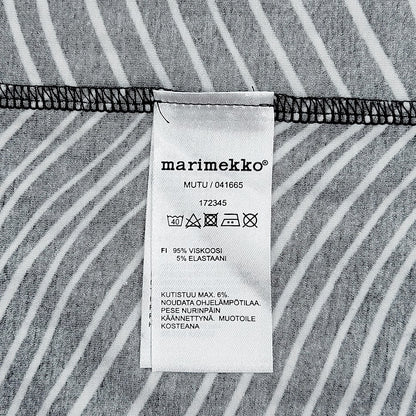 marimekko®
MUTU / 041665
172345
40
FI 95% VISKOOSI
5% ELASTAANI
KUTISTUU MAX. 6%.
NOUDATA OHJELÄMPÖTILAA.
PESE NURINPÄIN
KÄÄNNETTYNÄ. MUOTOILE
KOSTEANA